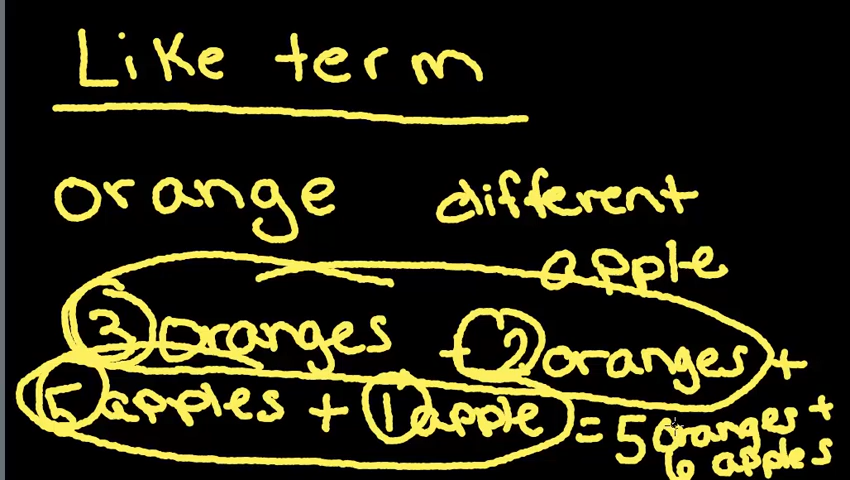 Like term
orange different
apple
3 oranges + 2 oranges +
5 apples + 1 apple = 5 oranges +
6 apples